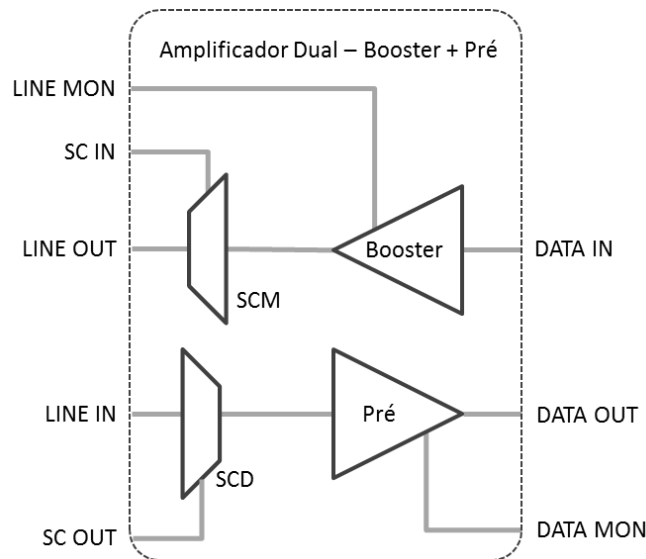 Amplificador Dual – Booster + Pré
LINE MON
SC IN
LINE OUT
Booster
DATA IN
SCM
LINE IN
Pré
DATA OUT
SCD
SC OUT
DATA MON